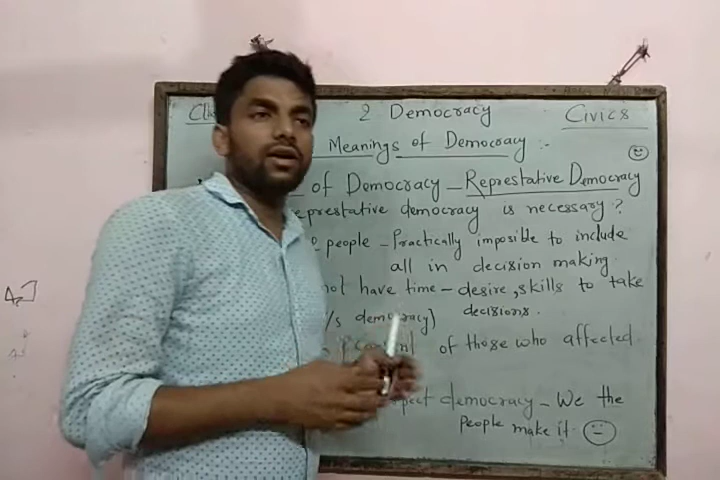 2 Democracy Civics
Meanings of Democracy :-
of Democracy - Represtative Democracy
represtative democracy is necessary?
people - Practically imposible to include
all in decision making.
not have time - desire, skills to take
/s democracy) decisions.
of those who affected
democracy - We the
People make it.